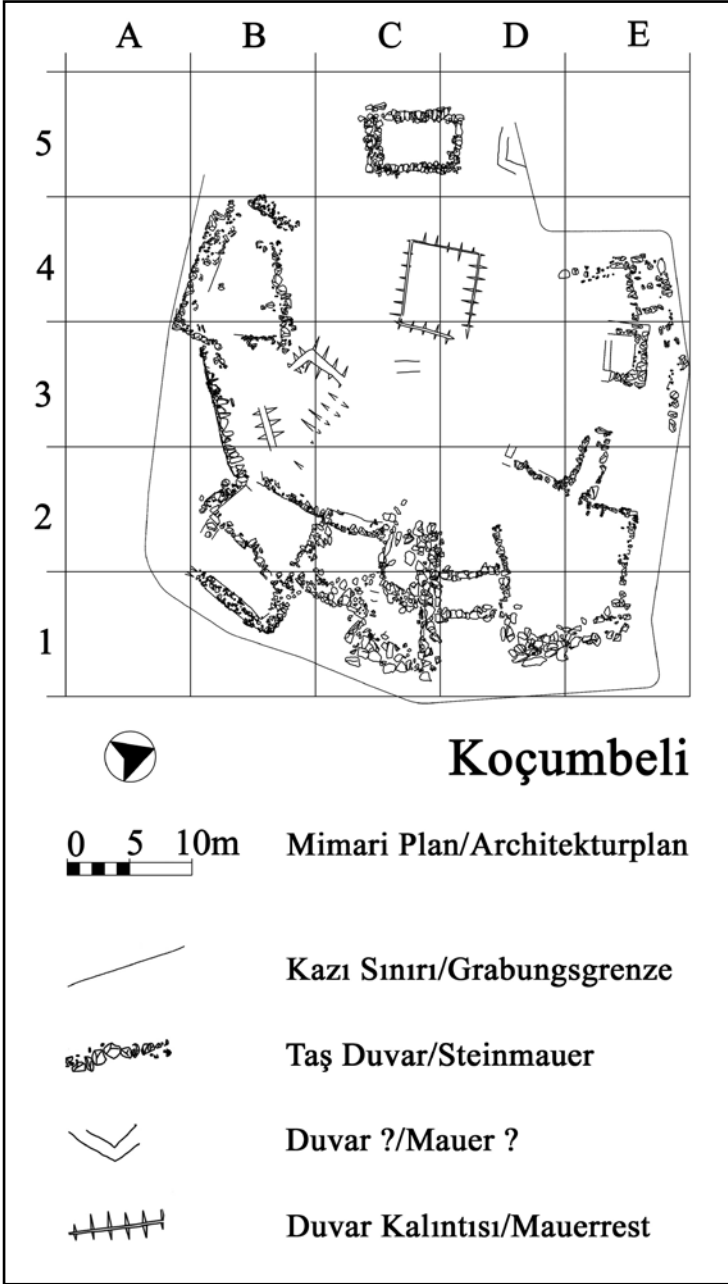 A B C D E
5
4
3
2
1
Koçumbeli
0 5 10m
Mimari Plan/Architekturplan
Kazı Sınırı/Grabungsgrenze
Taş Duvar/Steinmauer
Duvar ?/Mauer ?
Duvar Kalıntısı/Mauerrest